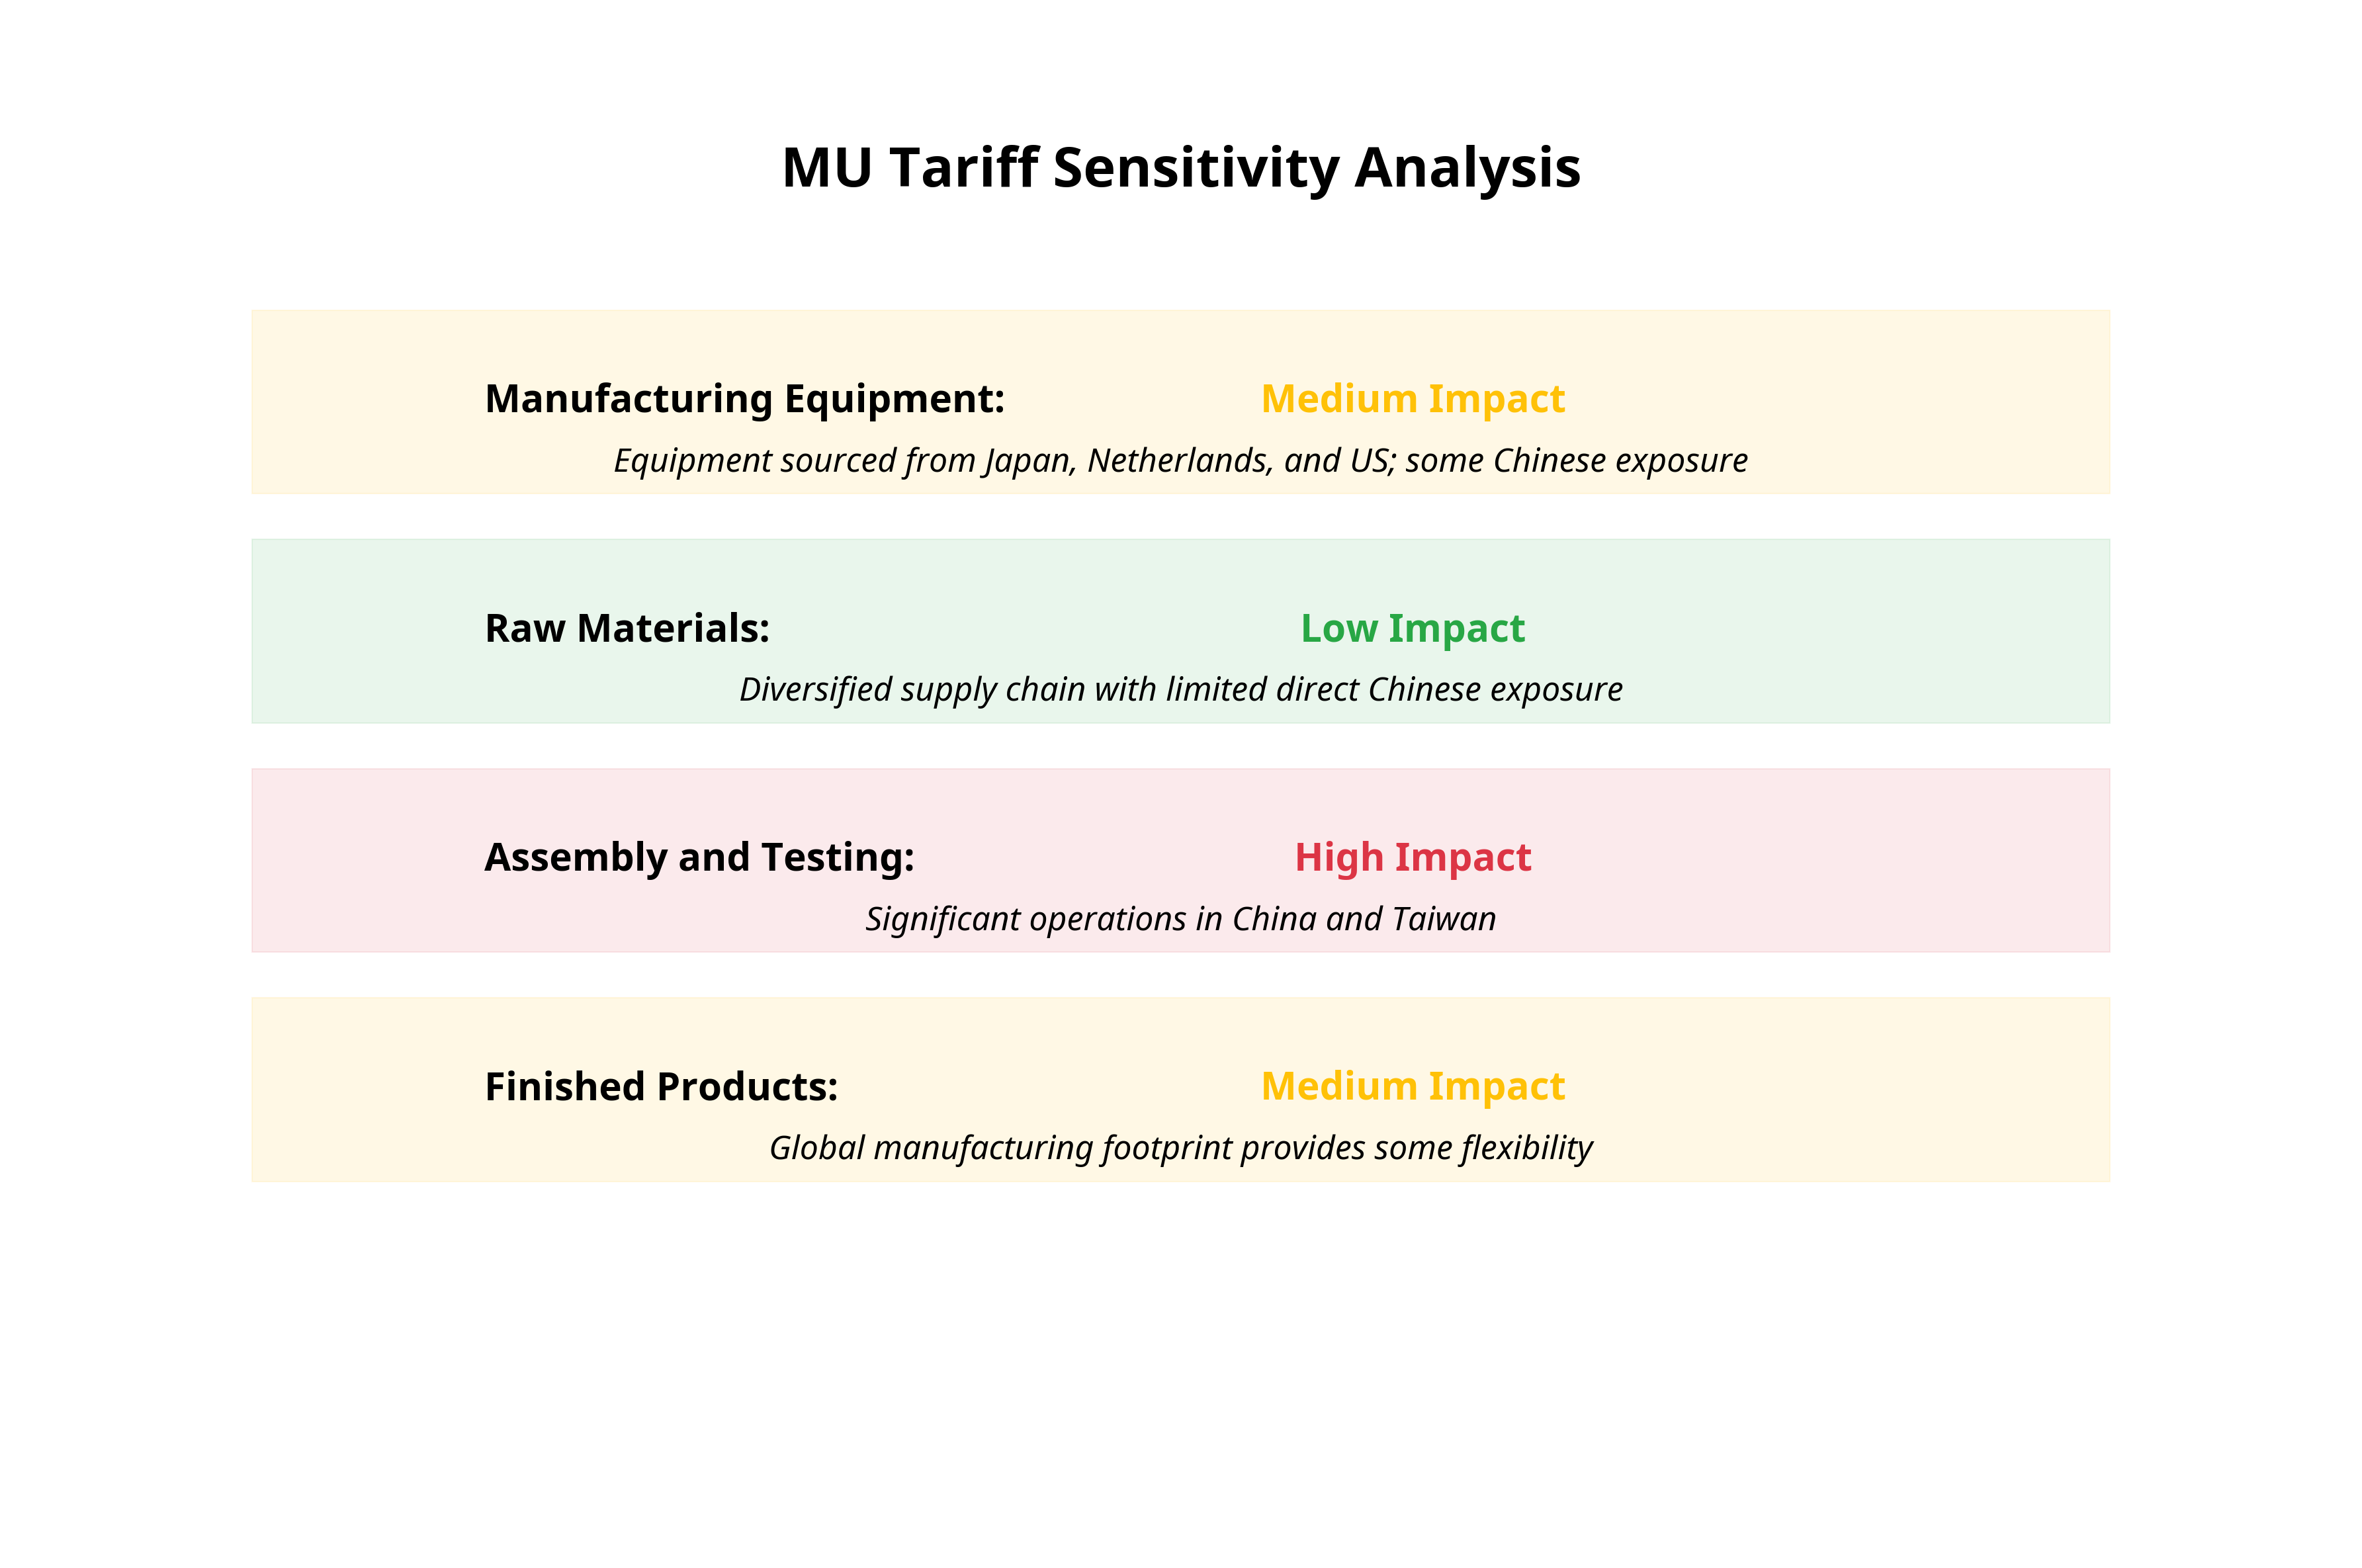 MU Tariff Sensitivity Analysis
Manufacturing Equipment: Medium Impact
Equipment sourced from Japan, Netherlands, and US; some Chinese exposure
Raw Materials: Low Impact
Diversified supply chain with limited direct Chinese exposure
Assembly and Testing: High Impact
Significant operations in China and Taiwan
Finished Products: Medium Impact
Global manufacturing footprint provides some flexibility